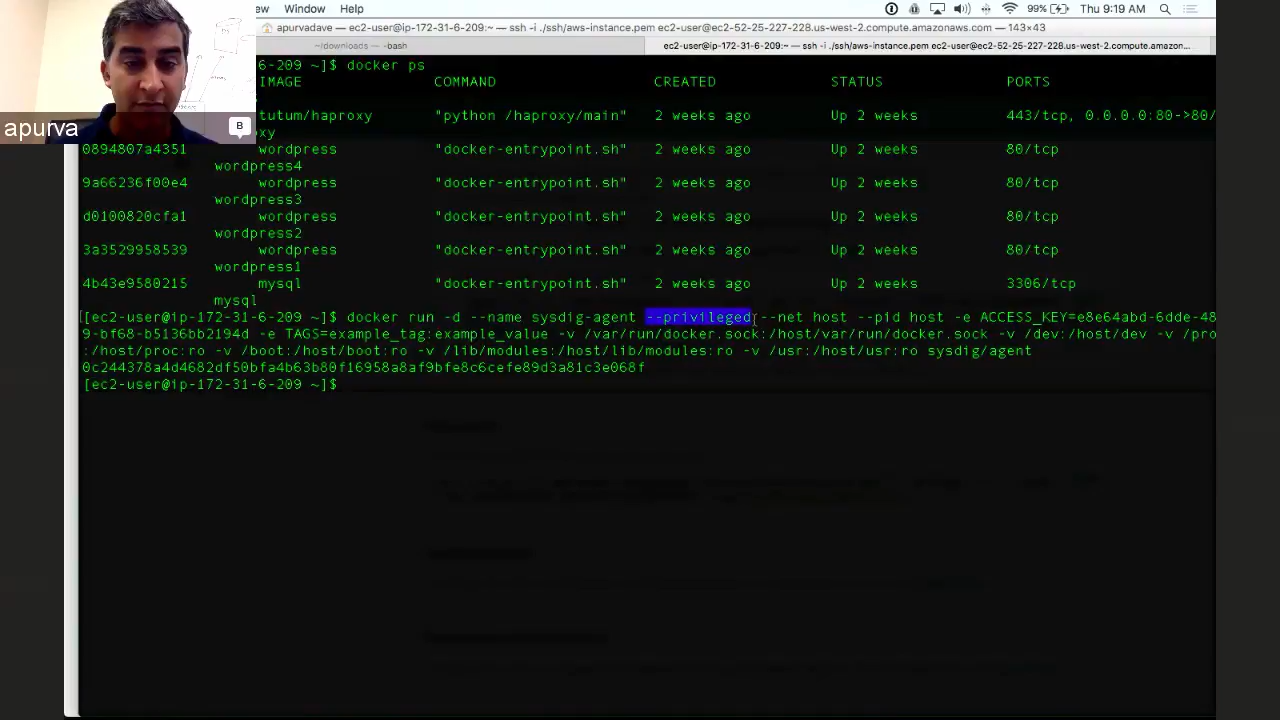 ew Window Help 99% Thu 9:19 AM
apurvadave — ec2-user@ip-172-31-6-209:~ — ssh -i ./ssh/aws-instance.pem ec2-user@ec2-52-25-227-228.us-west-2.compute.amazonaws.com — 143×43
~/downloads — -bash ec2-user@ip-172-31-6-209:~ — ssh -i ./ssh/aws-instance.pem ec2-user@ec2-52-25-227-228.us-west-2.compute.amazon...
6-209 ~]$ docker ps
IMAGE COMMAND CREATED STATUS PORTS
tutum/haproxy "python /haproxy/main" 2 weeks ago Up 2 weeks 443/tcp, 0.0.0.0:80->80/
apurva B xy
0894807a4351 wordpress "docker-entrypoint.sh" 2 weeks ago Up 2 weeks 80/tcp
wordpress4
9a66236f00e4 wordpress "docker-entrypoint.sh" 2 weeks ago Up 2 weeks 80/tcp
wordpress3
d0100820cfa1 wordpress "docker-entrypoint.sh" 2 weeks ago Up 2 weeks 80/tcp
wordpress2
3a3529958539 wordpress "docker-entrypoint.sh" 2 weeks ago Up 2 weeks 80/tcp
wordpress1
4b43e9580215 mysql "docker-entrypoint.sh" 2 weeks ago Up 2 weeks 3306/tcp
mysql
[[ec2-user@ip-172-31-6-209 ~]$ docker run -d --name sysdig-agent --privileged --net host --pid host -e ACCESS_KEY=e8e64abd-6dde-48
9-bf68-b5136bb2194d -e TAGS=example_tag:example_value -v /var/run/docker.sock:/host/var/run/docker.sock -v /dev:/host/dev -v /pro
:/host/proc:ro -v /boot:/host/boot:ro -v /lib/modules:/host/lib/modules:ro -v /usr:/host/usr:ro sysdig/agent
0c244378a4d4682df50bfa4b63b80f16958a8af9bfe8c6cefe89d3a81c3e068f
[ec2-user@ip-172-31-6-209 ~]$